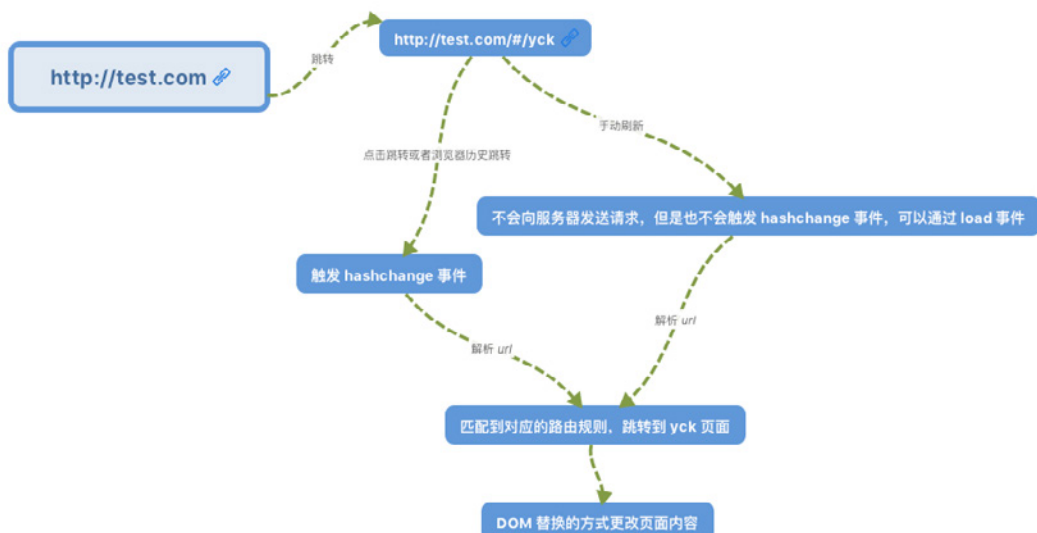 http://test.com/#/yck
http://test.com
跳转
手动刷新
点击跳转或者浏览器历史跳转
不会向服务器发送请求，但是也不会触发 hashchange 事件，可以通过 load 事件
触发 hashchange 事件
解析 url
解析 url
匹配到对应的路由规则，跳转到 yck 页面
DOM 替换的方式更改页面内容